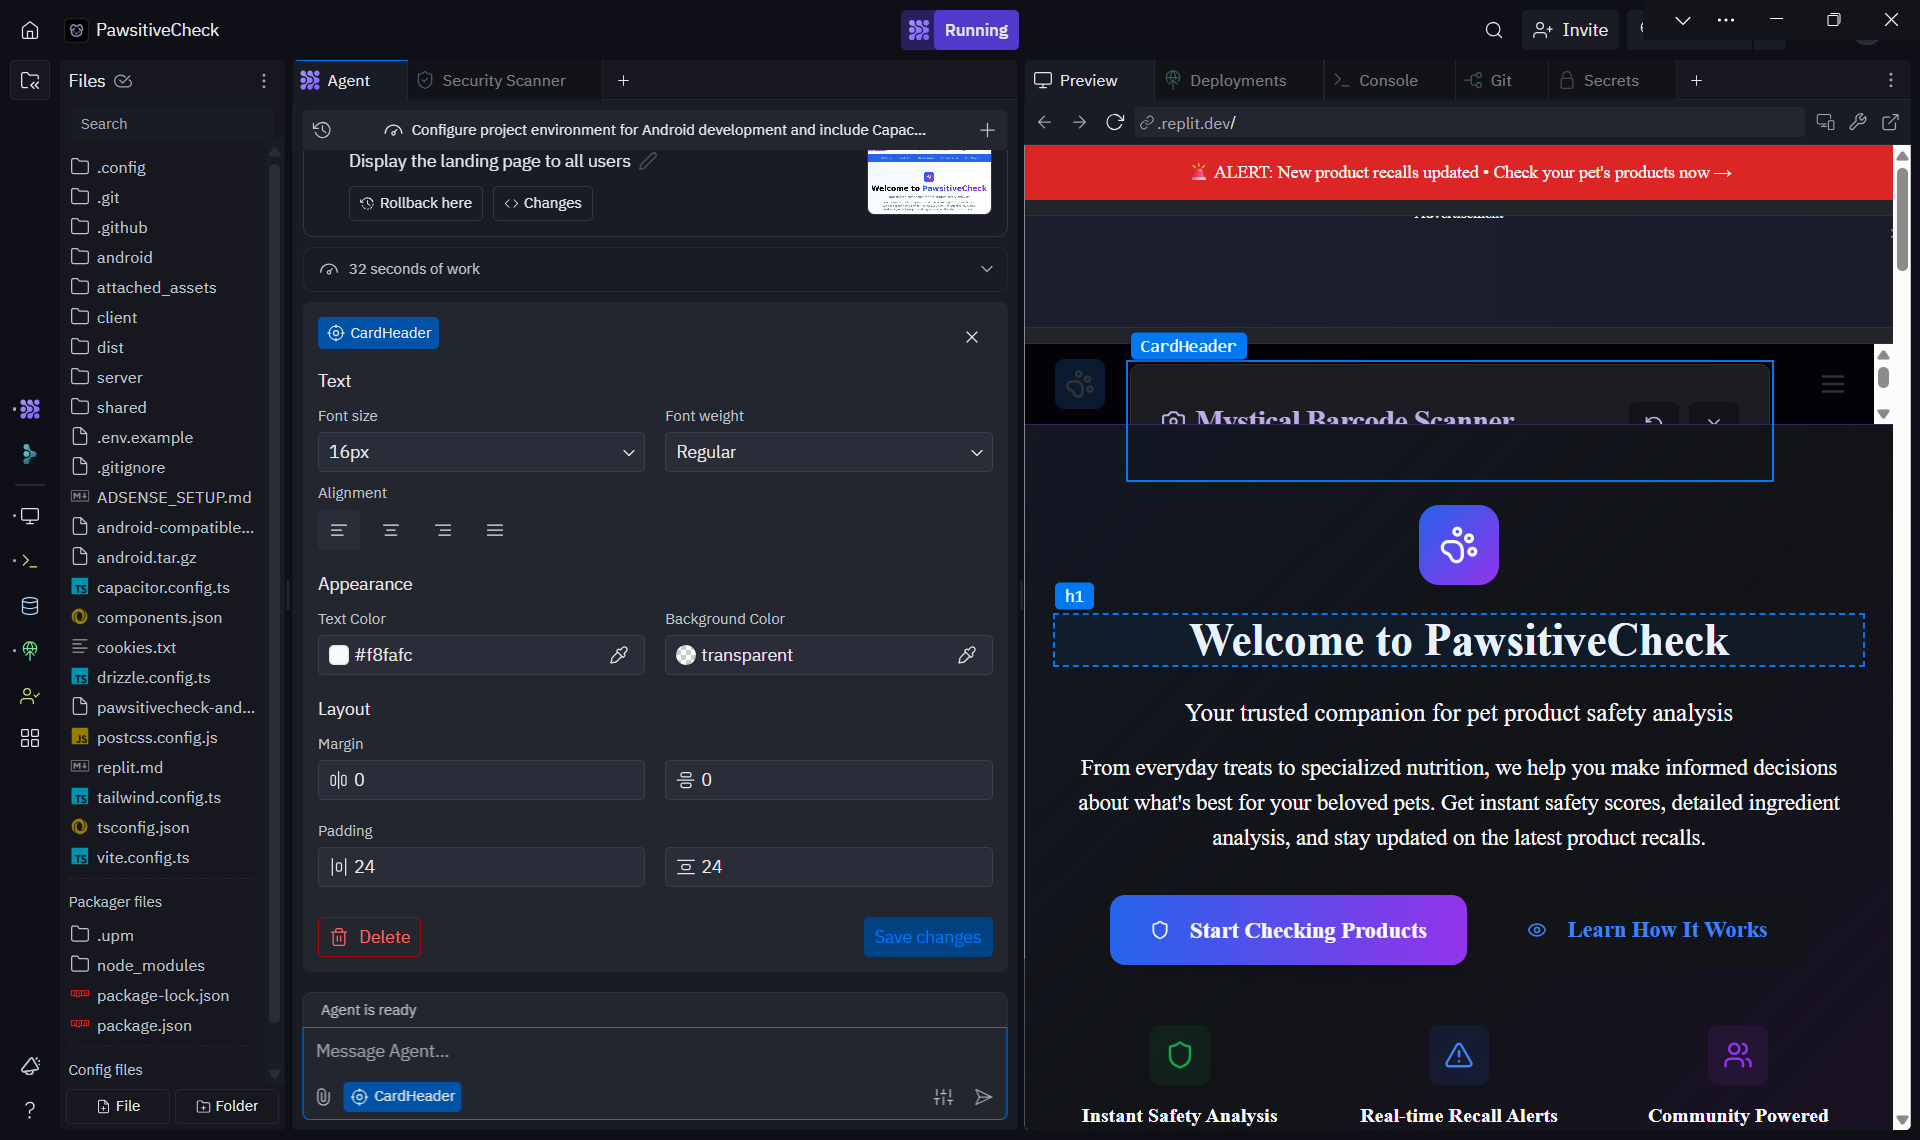 PawsitiveCheck
Running
Invite
Files
Search
.config
.git
.github
android
attached_assets
client
dist
server
shared
.env.example
.gitignore
ADSENSE_SETUP.md
android-compatible...
android.tar.gz
capacitor.config.ts
components.json
cookies.txt
drizzle.config.ts
pawsitivecheck-and...
postcss.config.js
replit.md
tailwind.config.ts
tsconfig.json
vite.config.ts
Packager files
.upm
node_modules
package-lock.json
package.json
Config files
File Folder
Agent Security Scanner
Configure project environment for Android development and include Capac...
Display the landing page to all users
Rollback here Changes
Welcome to PawsitiveCheck
32 seconds of work
CardHeader
Text
Font size Font weight
16px Regular
Alignment
Appearance
Text Color Background Color
#f8fafc transparent
Layout
Margin
0 0
Padding
24 24
Delete Save changes
Agent is ready
Message Agent...
CardHeader
Preview Deployments Console Git Secrets
.replit.dev/
🚨 ALERT: New product recalls updated • Check your pet's products now →
Advertisement
CardHeader
Mystical Barcode Scanner
h1
Welcome to PawsitiveCheck
Your trusted companion for pet product safety analysis
From everyday treats to specialized nutrition, we help you make informed decisions
about what's best for your beloved pets. Get instant safety scores, detailed ingredient
analysis, and stay updated on the latest product recalls.
Start Checking Products Learn How It Works
Instant Safety Analysis Real-time Recall Alerts Community Powered